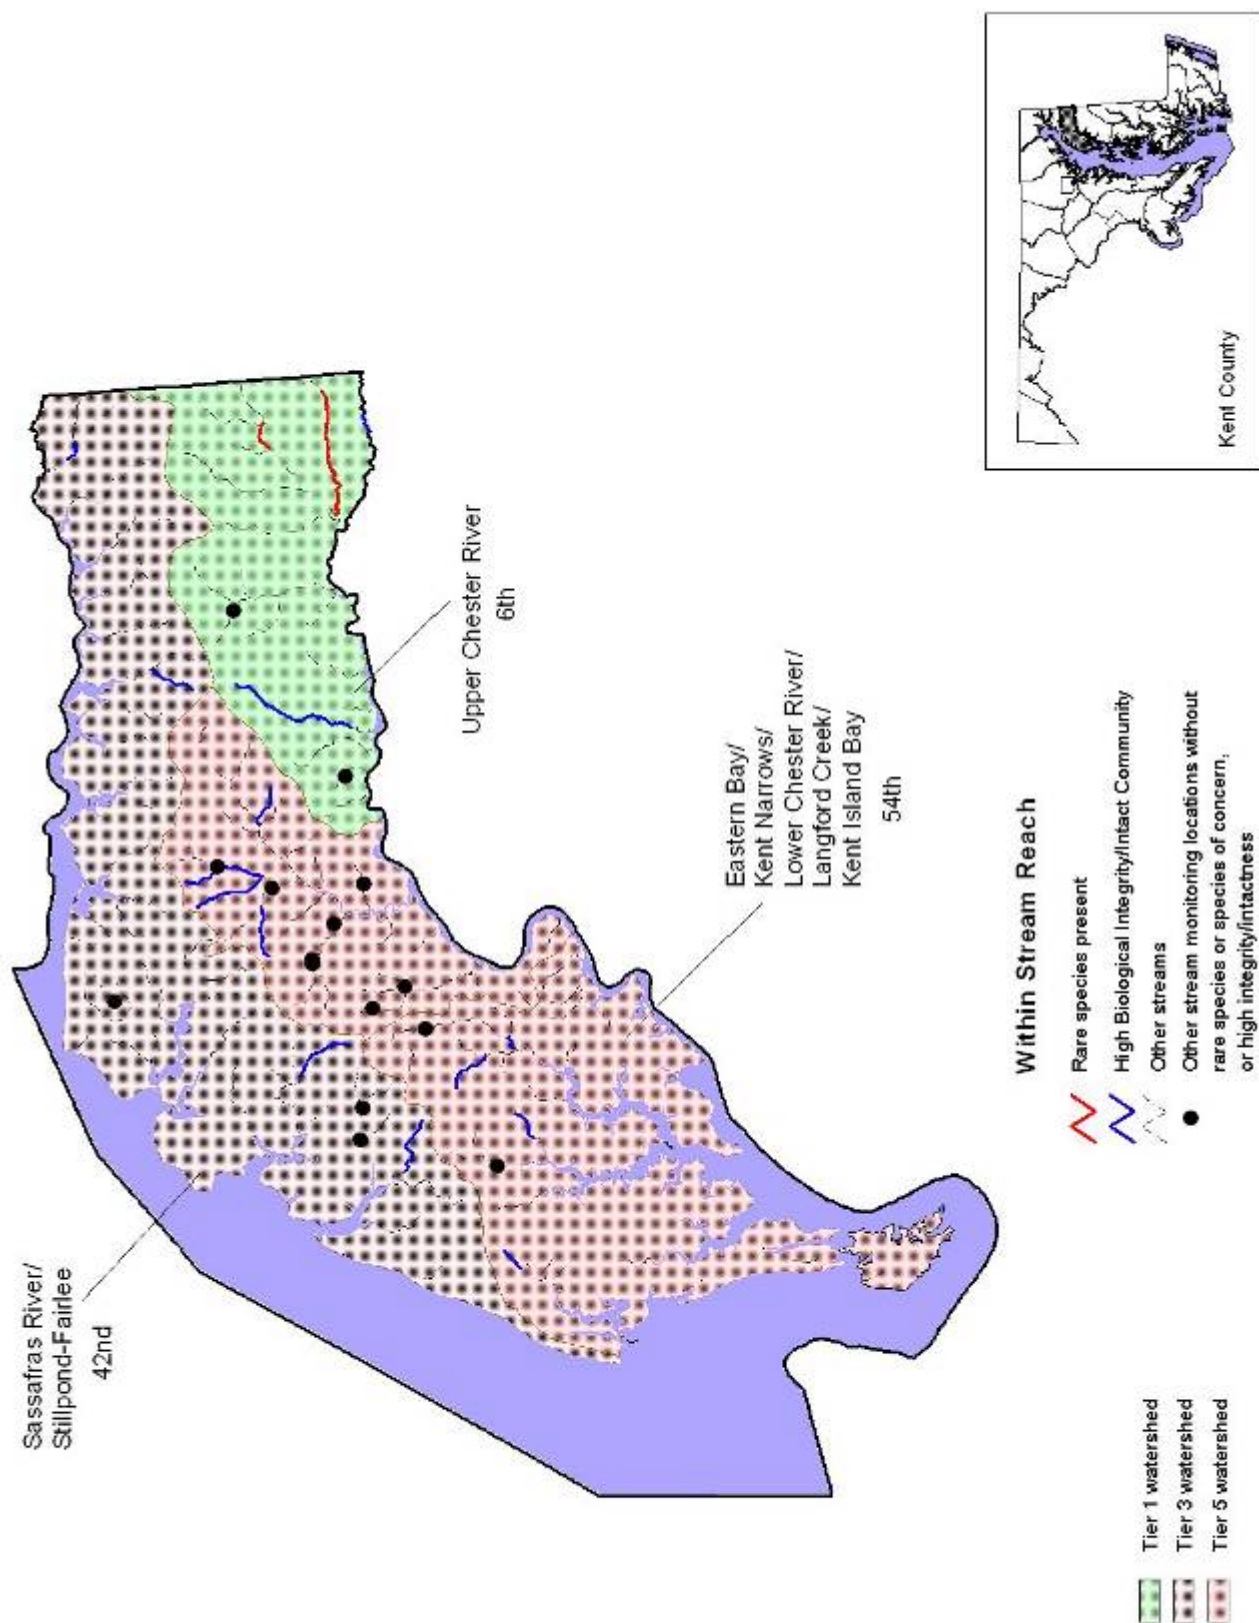 Sassafras River/
Stillpond-Fairlee
42nd
Upper Chester River
6th
Eastern Bay/
Kent Narrows/
Lower Chester River/
Langford Creek/
Kent Island Bay
54th
Within Stream Reach
Rare species present
High Biological Integrity/Intact Community
Other streams
Other stream monitoring locations without
rare species or species of concern,
or high integrity/intactness
Tier 1 watershed
Tier 3 watershed
Tier 5 watershed
Kent County